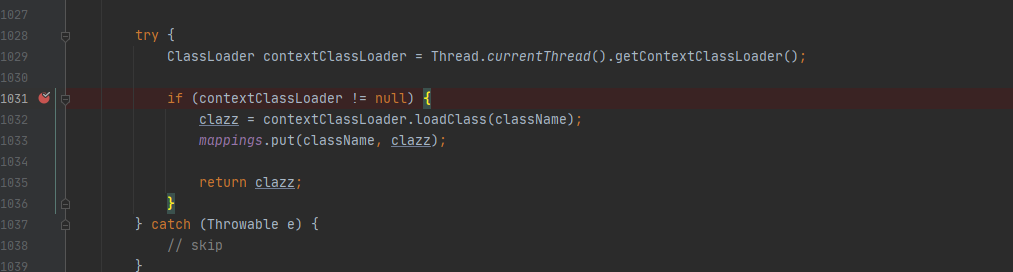 1027
1028 try {
1029 ClassLoader contextClassLoader = Thread.currentThread().getContextClassLoader();
1030
1031 if (contextClassLoader != null) {
1032 clazz = contextClassLoader.loadClass(className);
1033 mappings.put(className, clazz);
1034
1035 return clazz;
1036 }
1037 } catch (Throwable e) {
1038 // skip
1039 }